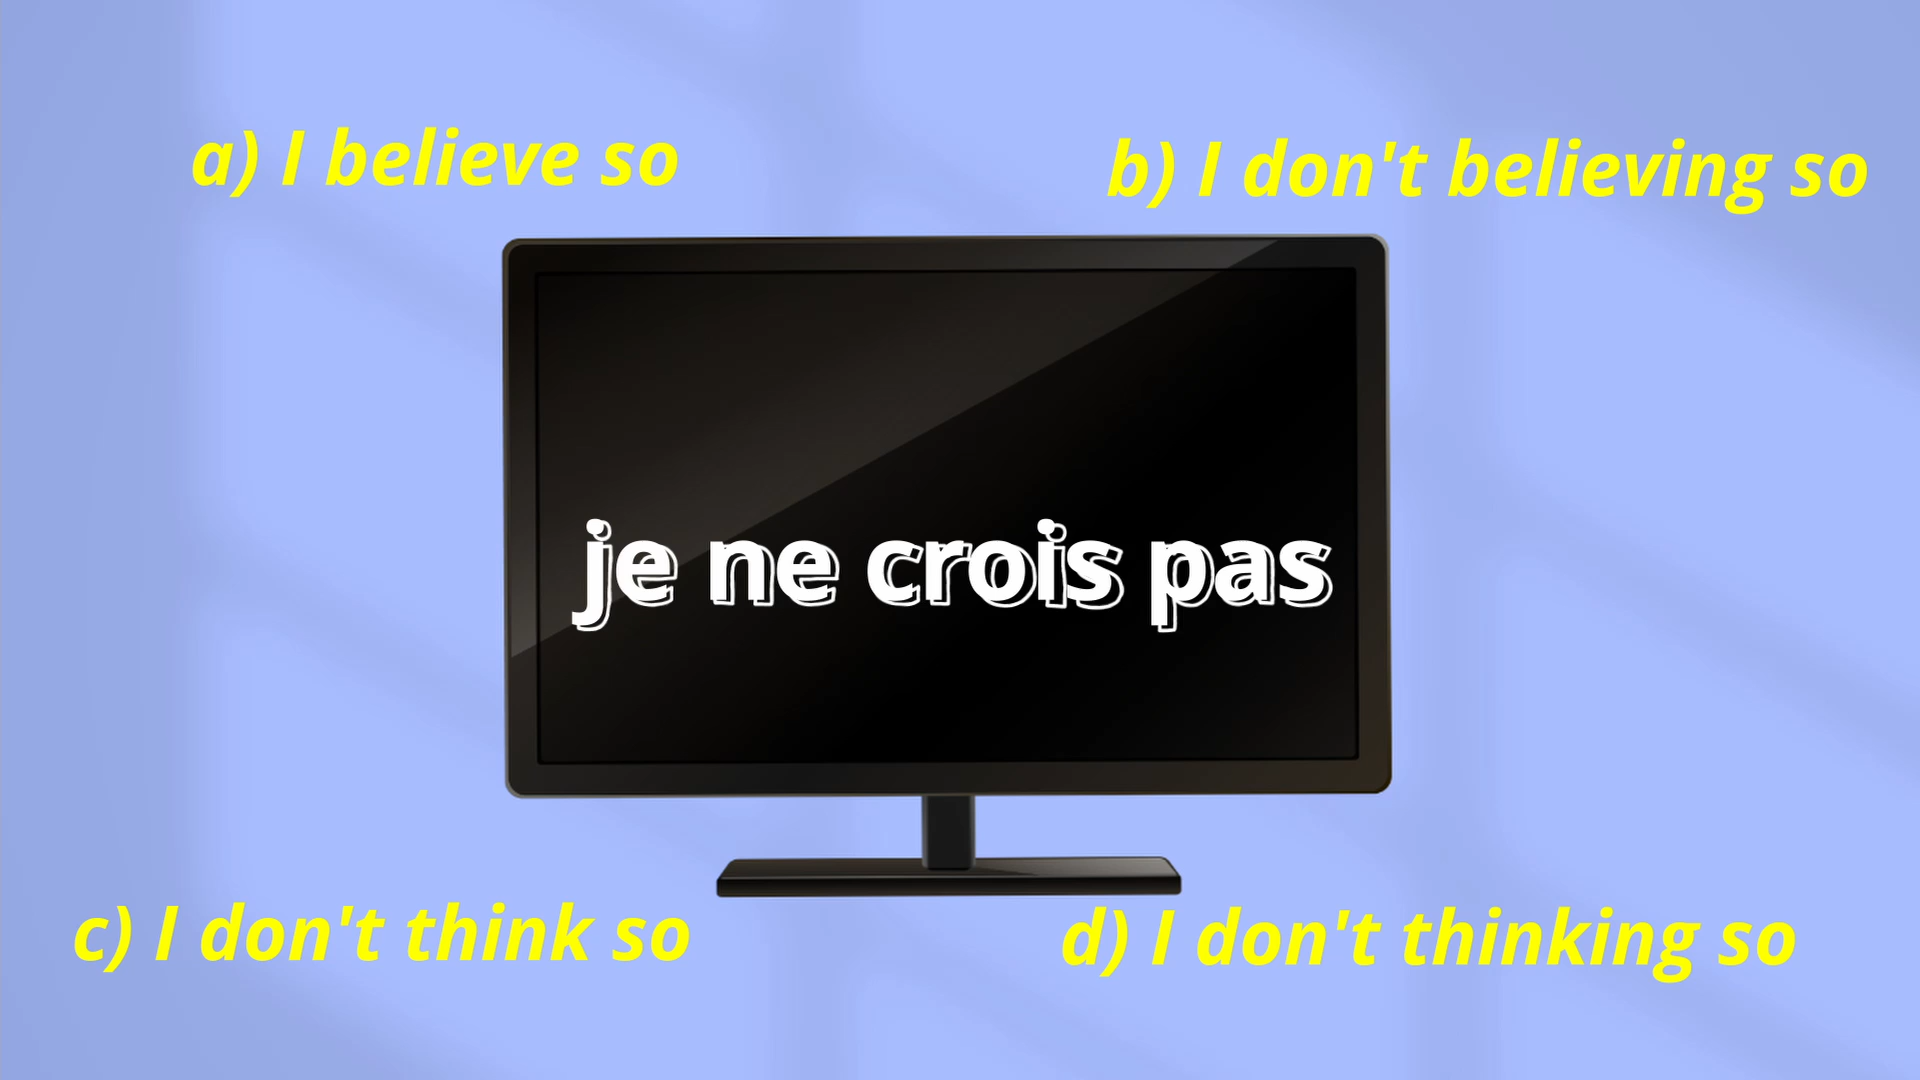 a) I believe so
b) I don't believing so
je ne crois pas
c) I don't think so
d) I don't thinking so